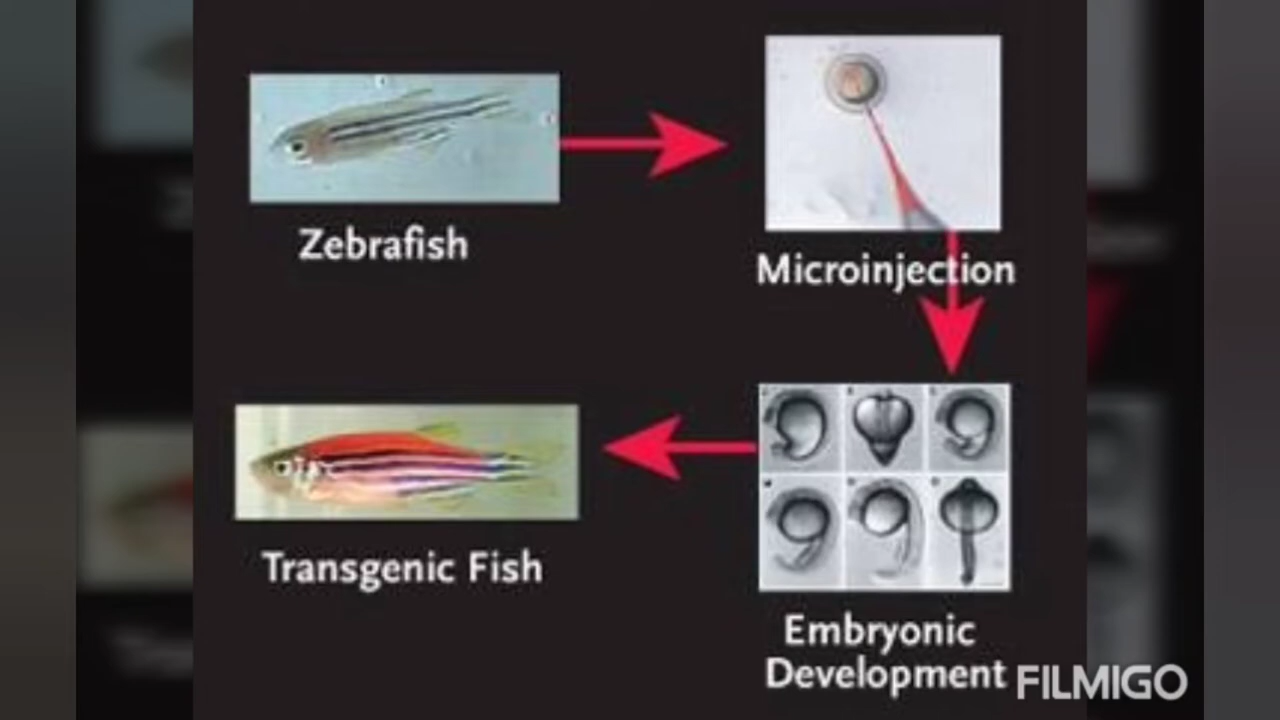 Zebrafish
Microinjection
Transgenic Fish
Embryonic
Development
FILMIGO